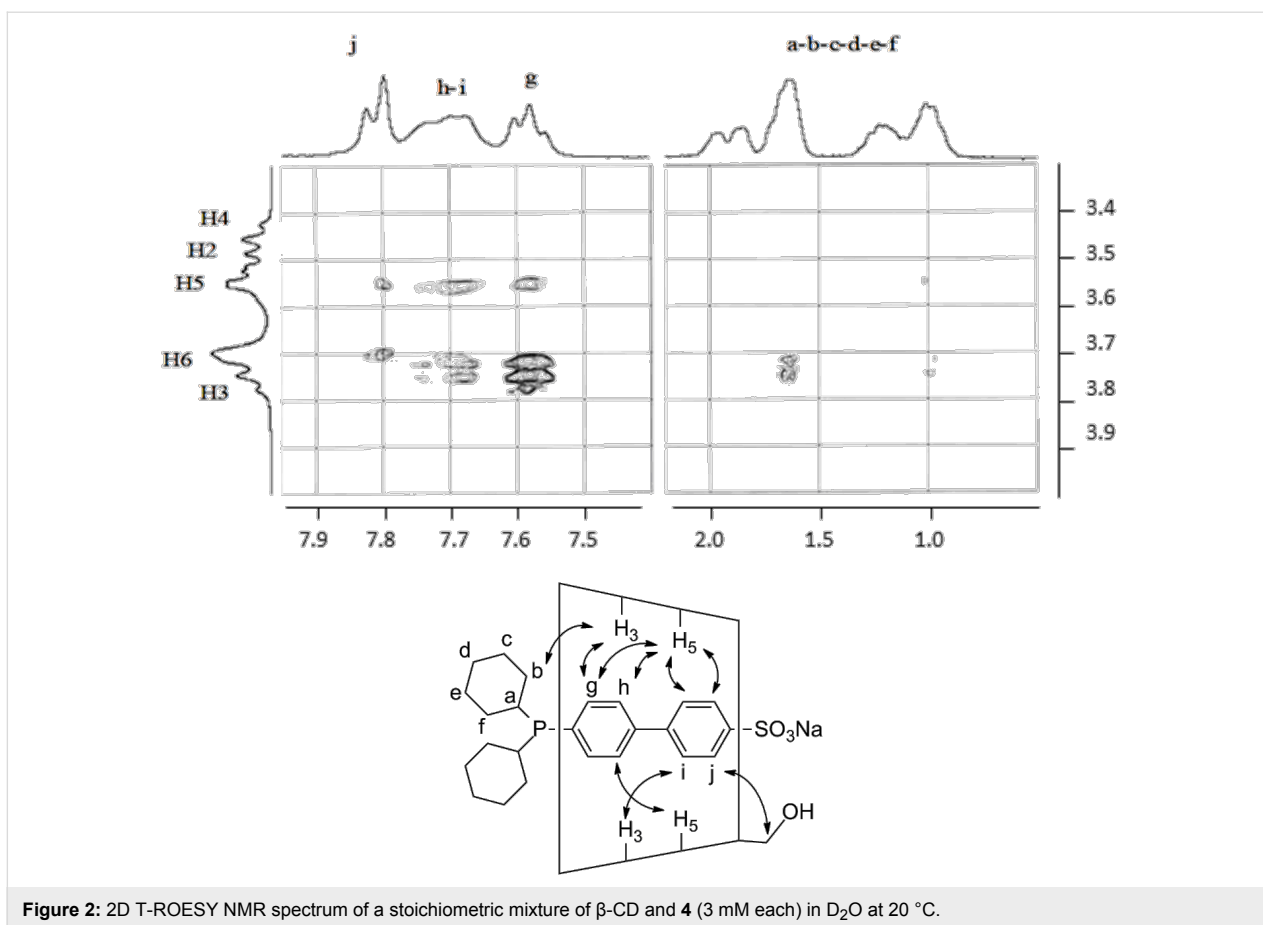 j
h-i
g
a-b-c-d-e-f
H4
H2
H5
H6
H3
3.4
3.5
3.6
3.7
3.8
3.9
7.9 7.8 7.7 7.6 7.5
2.0 1.5 1.0
H₃
H₅
c
d
b
e
a
f
g
h
P
SO₃Na
i
j
H₃
H₅
OH
Figure 2: 2D T-ROESY NMR spectrum of a stoichiometric mixture of β-CD and 4 (3 mM each) in D₂O at 20 °C.